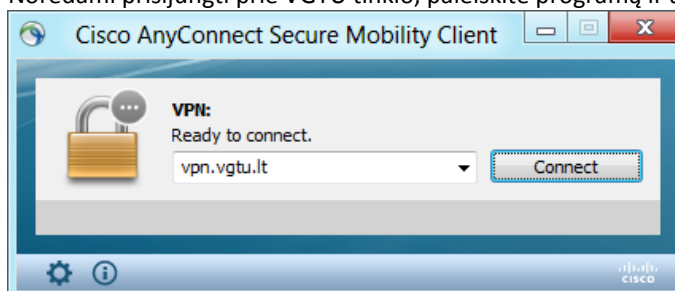 Cisco AnyConnect Secure Mobility Client
VPN:
Ready to connect.
vpn.vgtu.lt
Connect
CISCO